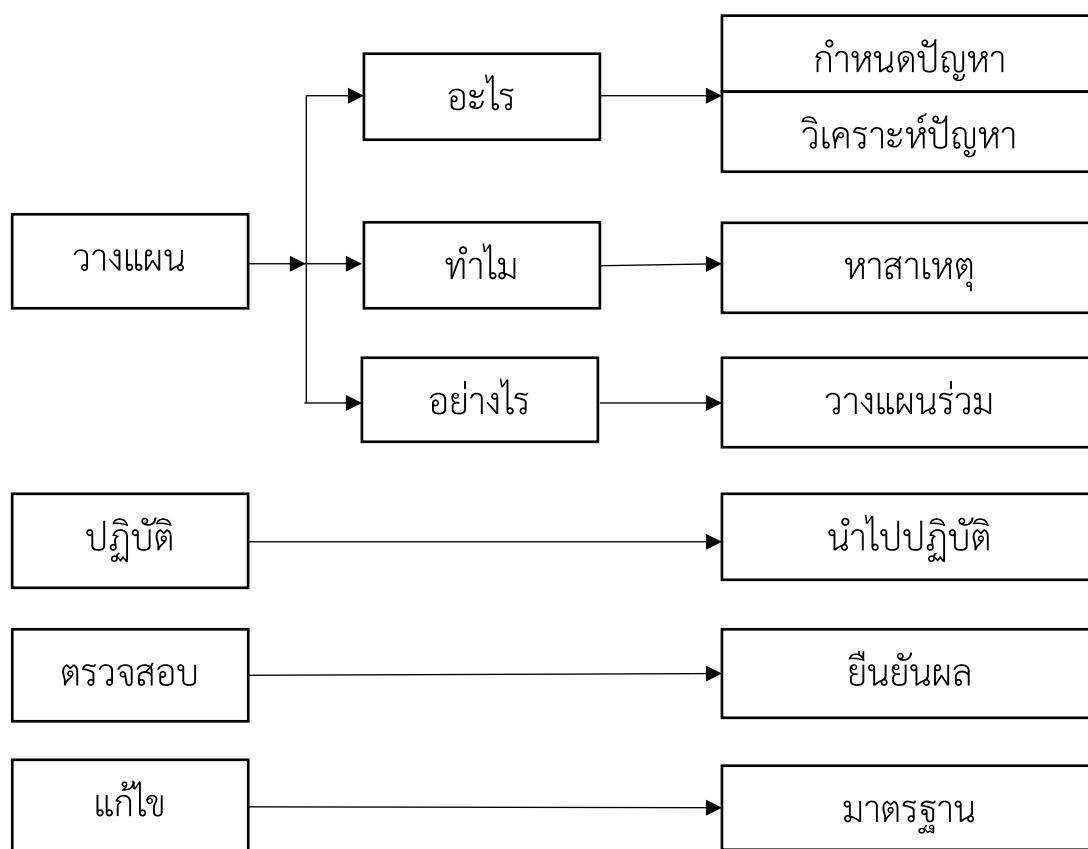 อะไร
กำหนดปัญหา
วิเคราะห์ปัญหา
วางแผน
ทำไม
หาสาเหตุ
อย่างไร
วางแผนร่วม
ปฏิบัติ
นำไปปฏิบัติ
ตรวจสอบ
ยืนยันผล
แก้ไข
มาตรฐาน